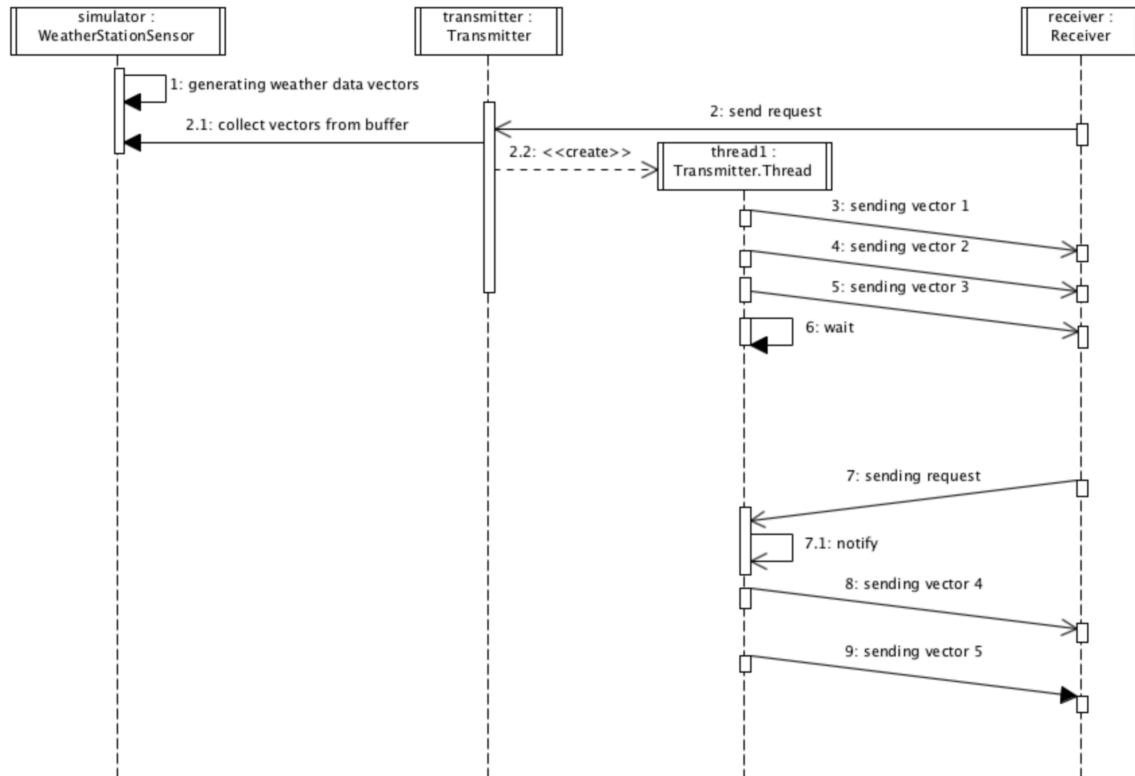 simulator :
WeatherStationSensor
transmitter :
Transmitter
receiver :
Receiver
1: generating weather data vectors
2: send request
2.1: collect vectors from buffer
2.2: <<create>>
thread1 :
Transmitter.Thread
3: sending vector 1
4: sending vector 2
5: sending vector 3
6: wait
7: sending request
7.1: notify
8: sending vector 4
9: sending vector 5